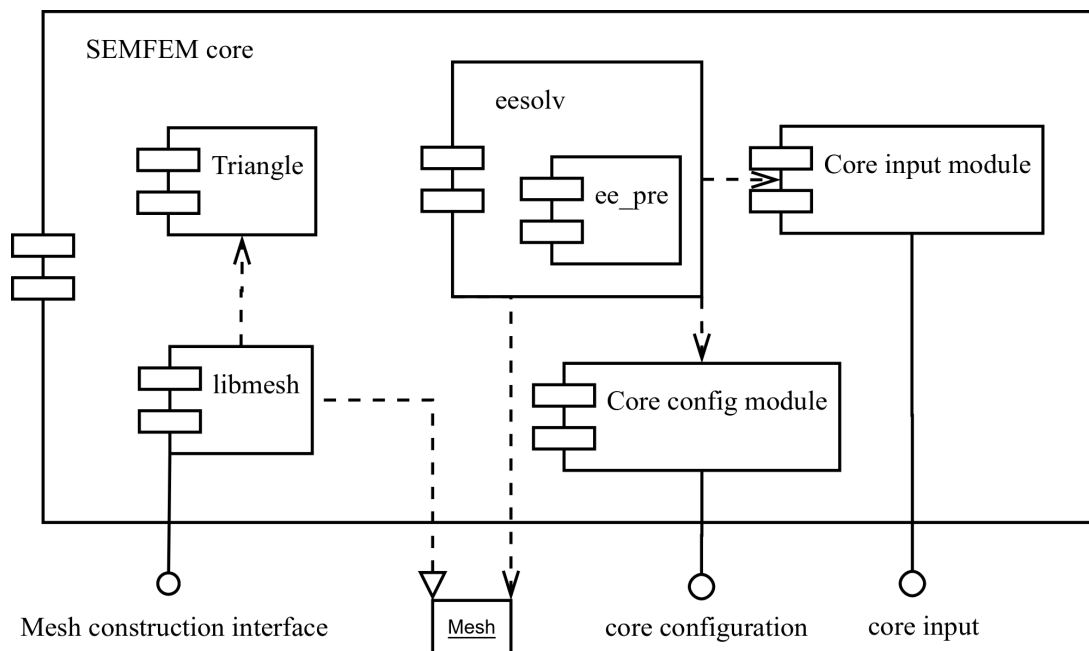 SEMFEM core
eesolv
Triangle
Core input module
ee_pre
libmesh
Core config module
Mesh construction interface
Mesh
core configuration
core input